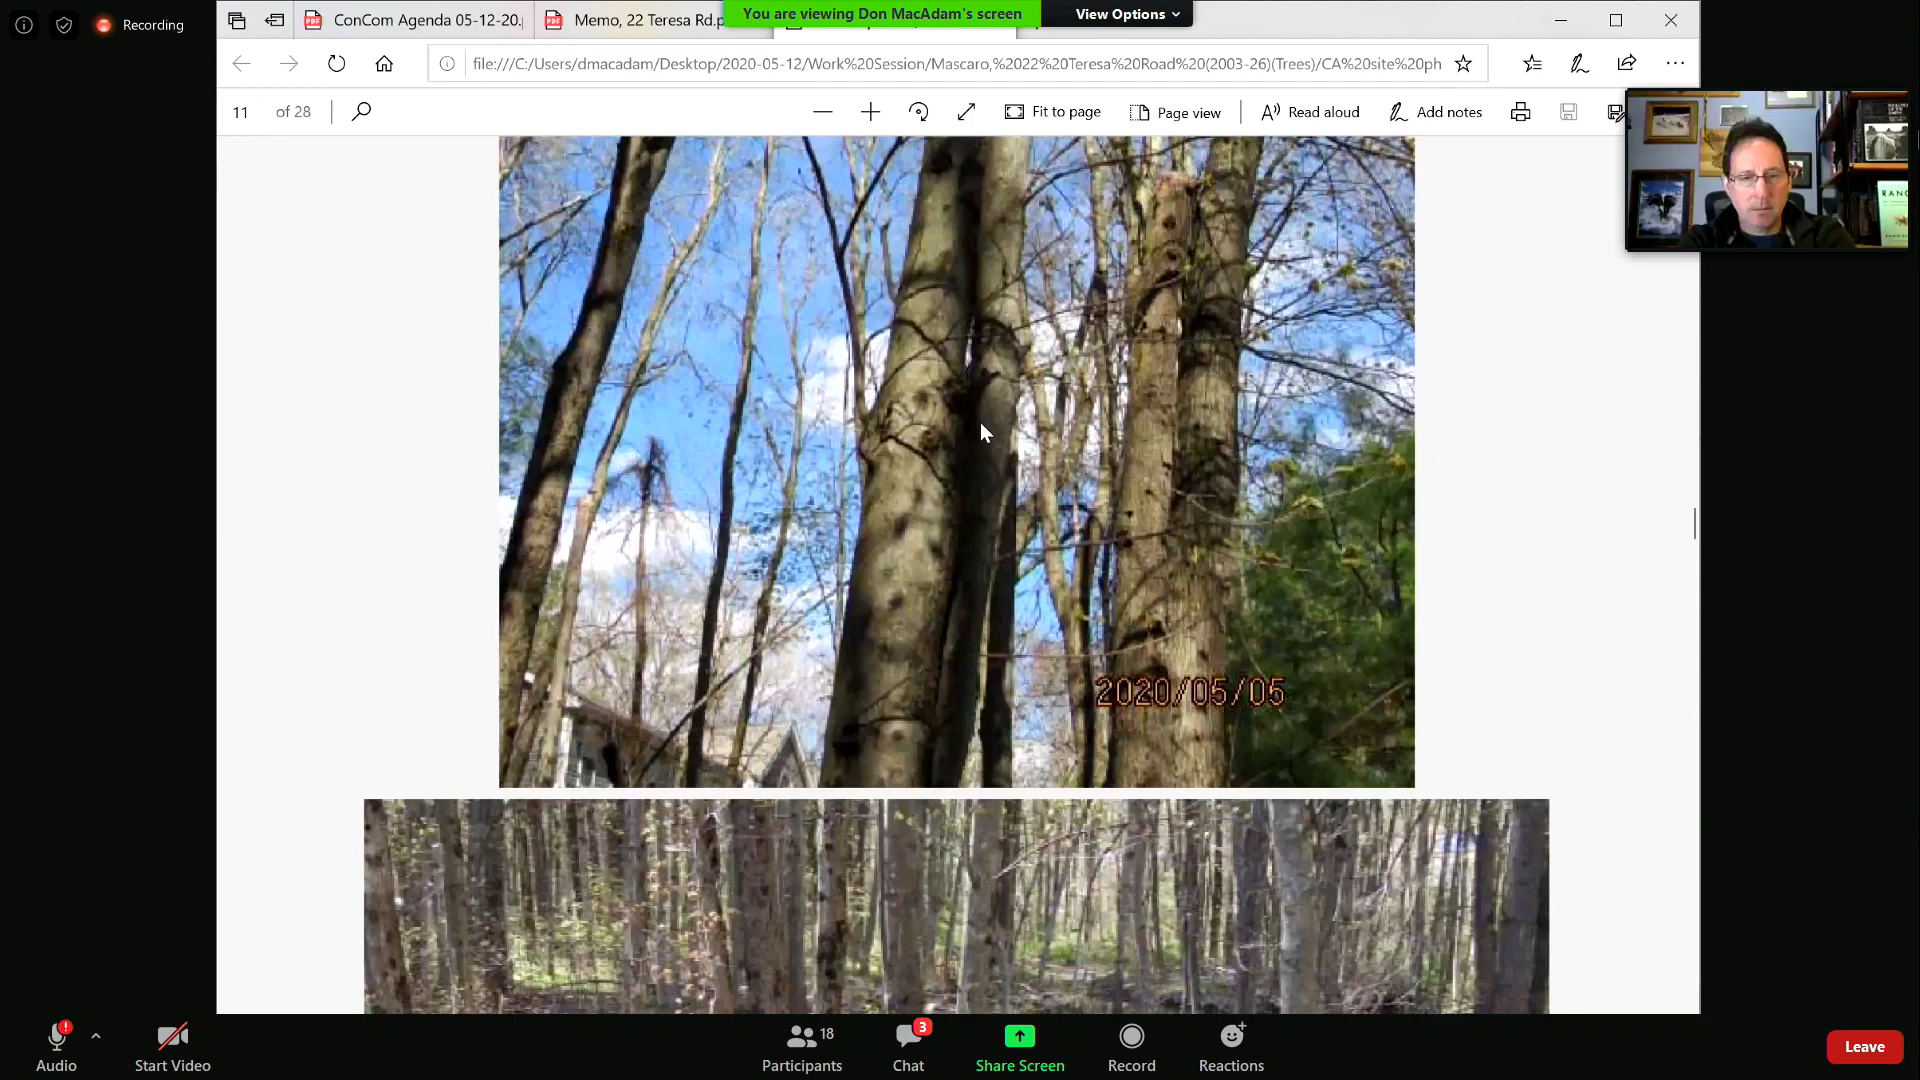 Recording
ConCom Agenda 05-12-20.
Memo, 22 Teresa Rd.p
You are viewing Don MacAdam's screen
View Options
file:///C:/Users/dmacadam/Desktop/2020-05-12/Work%20Session/Mascaro,%2022%20Teresa%20Road%20(2003-26)(Trees)/CA%20site%20ph
11 of 28
Fit to page
Page view
Read aloud
Add notes
RANG
2020/05/05
Audio
Start Video
Participants
18
Chat
3
Share Screen
Record
Reactions
Leave